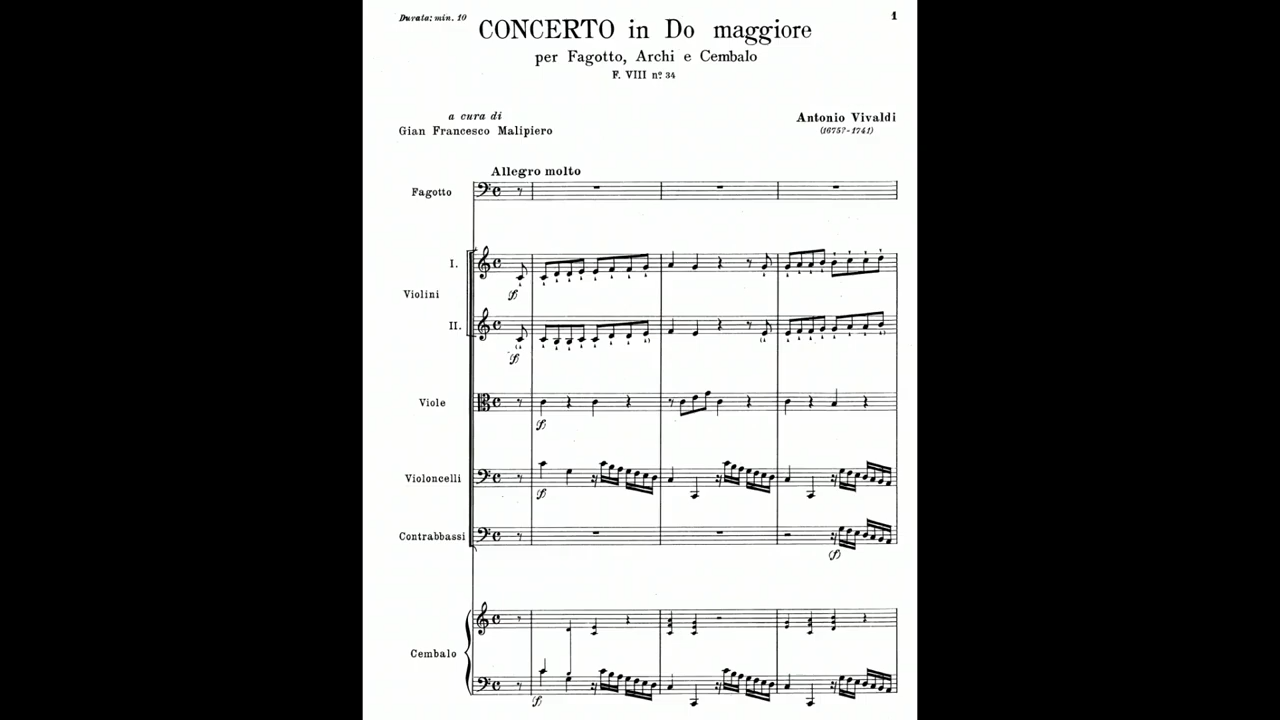 Durata: min. 10
1
CONCERTO in Do maggiore
per Fagotto, Archi e Cembalo
F. VIII nº 34
a cura di
Gian Francesco Malipiero
Antonio Vivaldi
(1675?-1741)
Allegro molto
Fagotto
I.
Violini
II.
f
(f)
Viole
f
Violoncelli
f
Contrabbassi
(f)
Cembalo
f